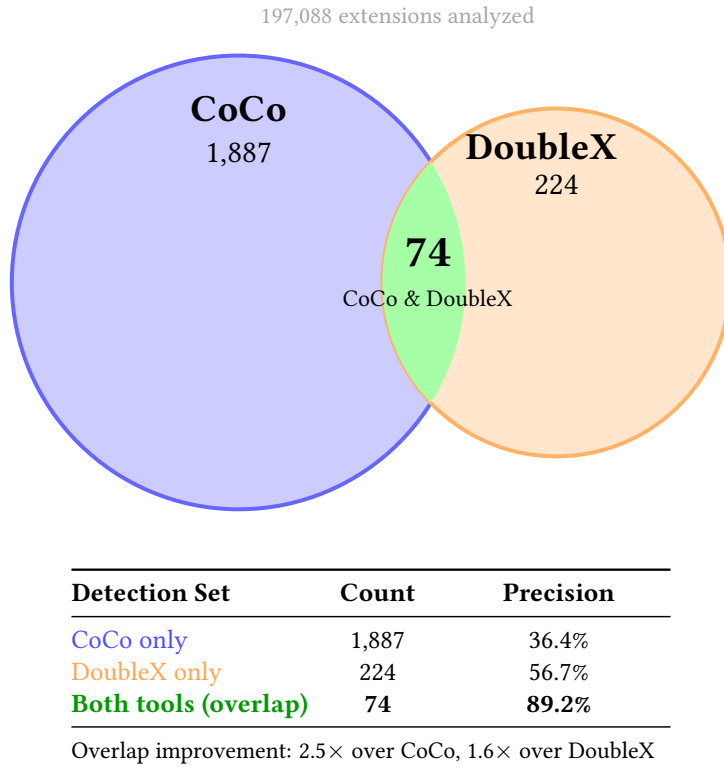 197,088 extensions analyzed
CoCo
1,887
DoubleX
224
74
CoCo & DoubleX
Detection Set Count Precision
CoCo only 1,887 36.4%
DoubleX only 224 56.7%
Both tools (overlap) 74 89.2%
Overlap improvement: 2.5× over CoCo, 1.6× over DoubleX